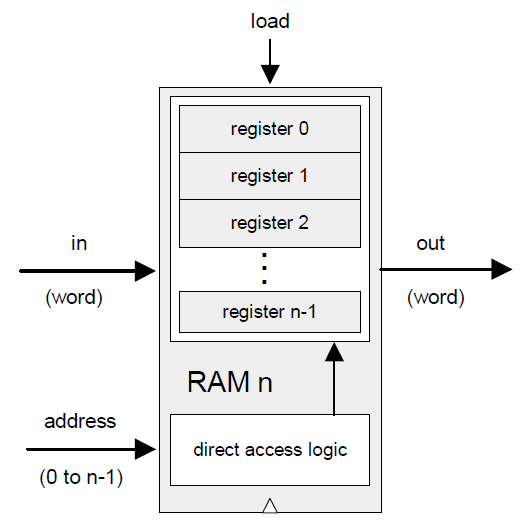 load
register 0
register 1
register 2
in
out
(word)
(word)
register n-1
RAM n
address
direct access logic
(0 to n-1)